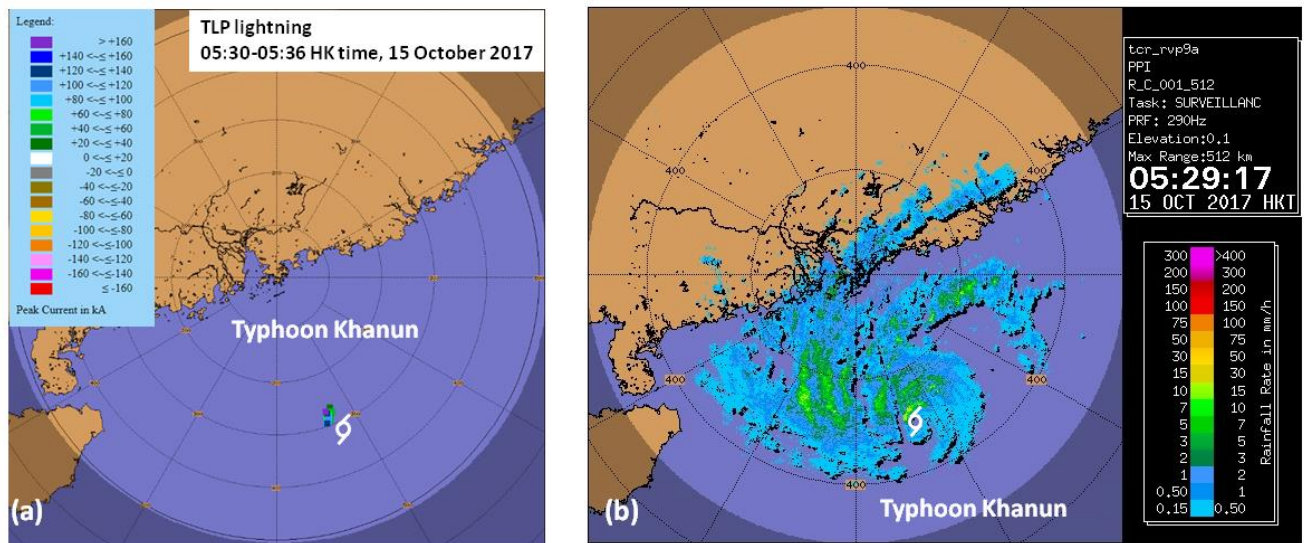 Legend:
> +160
+140 <~≤ +160
+120 <~≤ +140
+100 <~≤ +120
+80 <~≤ +100
+60 <~≤ +80
+40 <~≤ +60
+20 <~≤ +40
0 <~≤ +20
-20 <~≤ 0
-40 <~≤-20
-60 <~≤-40
-80 <~≤-60
-100 <~≤-80
-120 <~≤-100
-140 <~≤-120
-160 <~≤-140
≤ -160
Peak Current in kA
TLP lightning
05:30-05:36 HK time, 15 October 2017
Typhoon Khanun
(a)
400
400
400
400
400
400
Typhoon Khanun
(b)
tcr_rvp9a
PPI
R_C_001_512
Task: SURVEILLANC
PRF: 290Hz
Elevation:0.1
Max Range:512 km
05:29:17
15 OCT 2017 HKT
300 >400
200 300
150 200
100 150
75 100
50 75
30 50
15 30
10 15
7 10
5 7
3 5
2 3
1 2
0.50 1
0.15 0.50
Rainfall Rate in mm/h